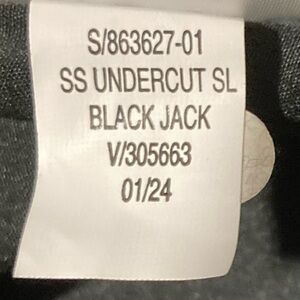 S/863627-01
SS UNDERCUT SL
BLACK JACK
V/305663
01/24